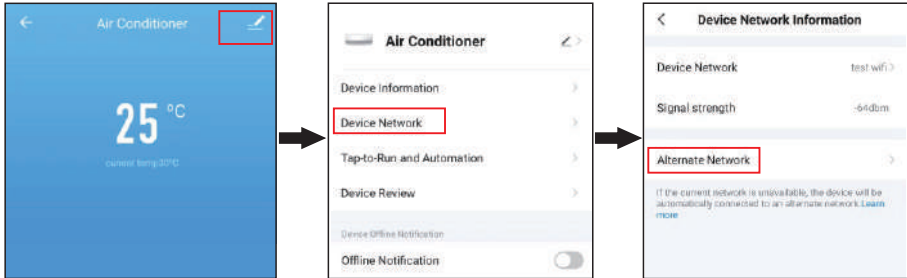 Air Conditioner
25 °C
current temp:30°C
Air Conditioner
Device Information
Device Network
Tap-to-Run and Automation
Device Review
Device Offline Notification
Offline Notification
Device Network Information
Device Network test wifi
Signal strength -64dbm
Alternate Network
If the current network is unavailable, the device will be
automatically connected to an alternate network.Learn
more